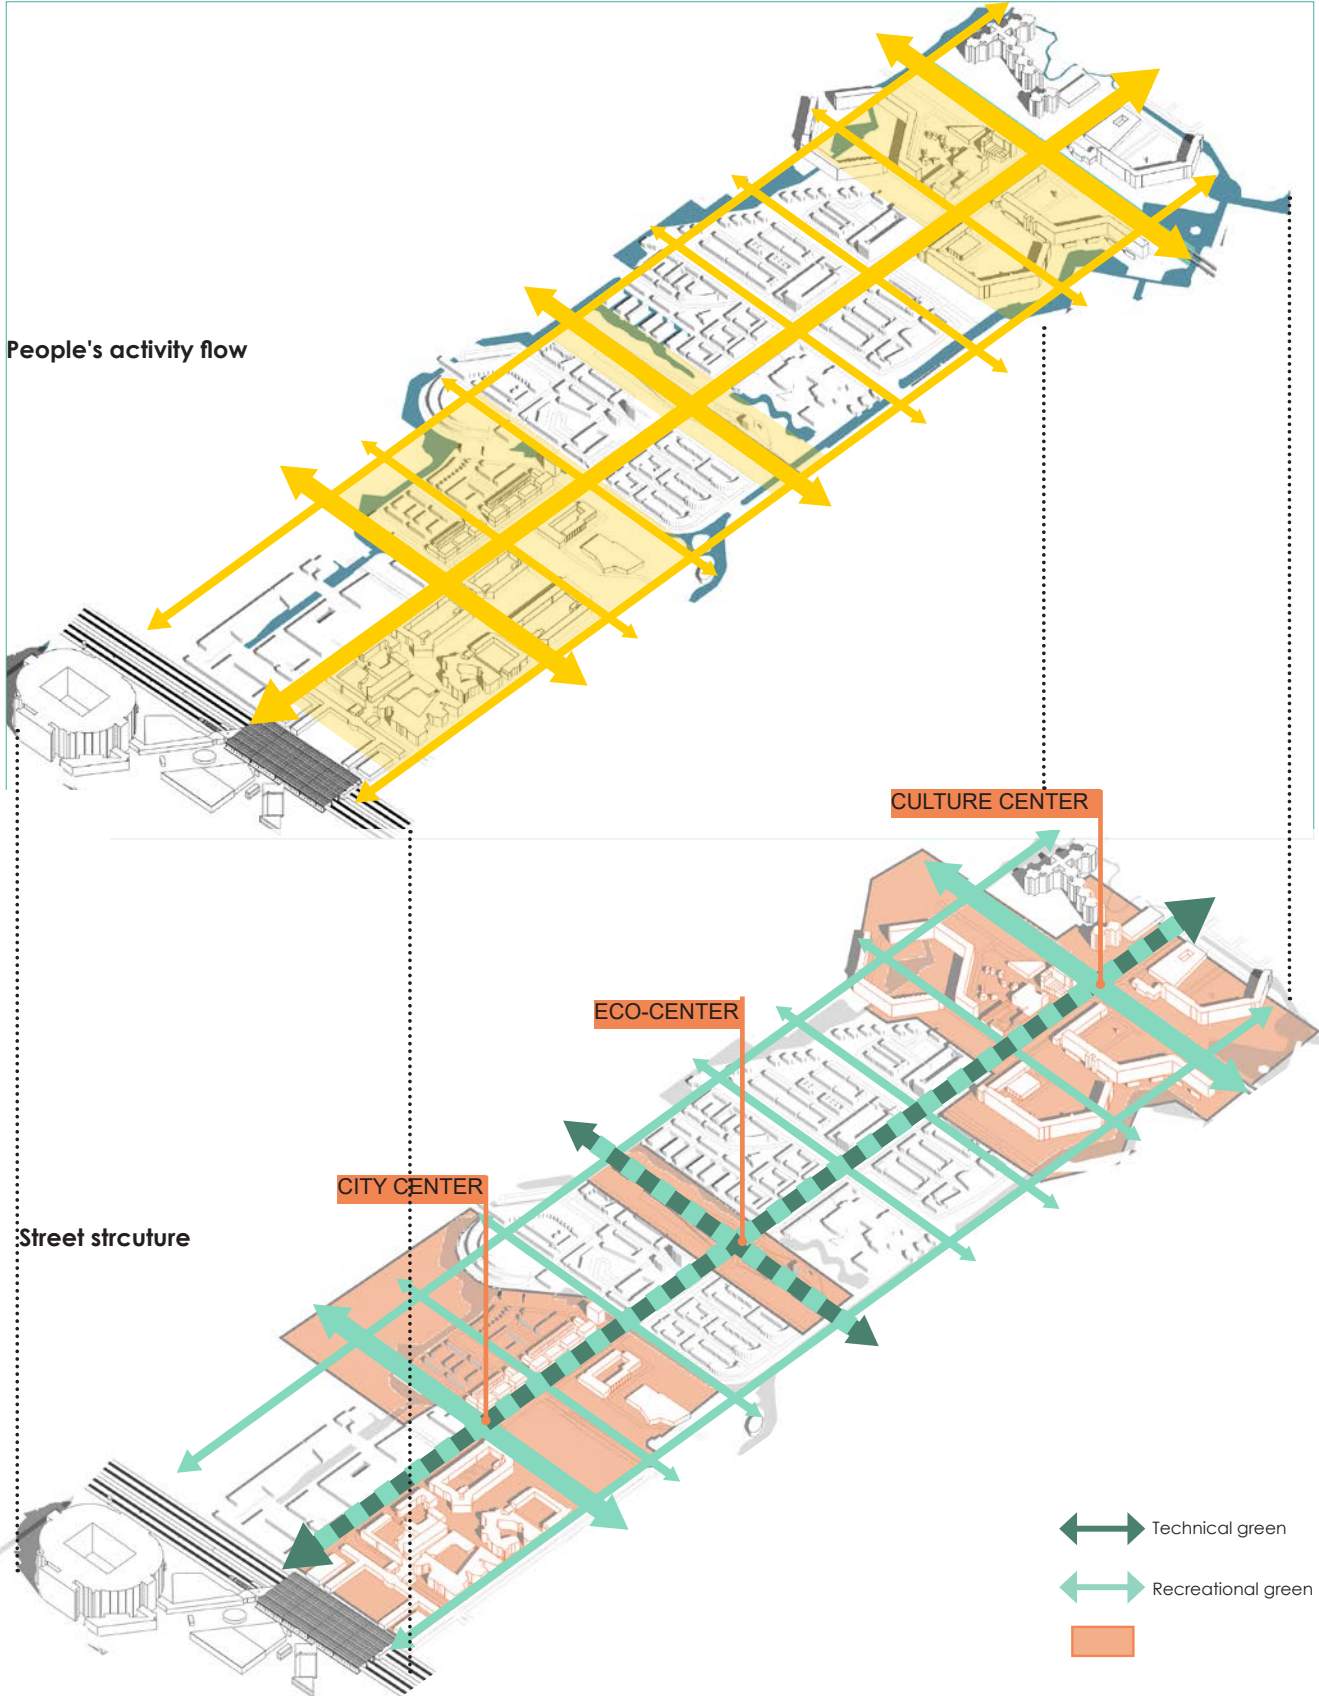 People's activity flow
CULTURE CENTER
ECO-CENTER
CITY CENTER
Street strcuture
Technical green
Recreational green